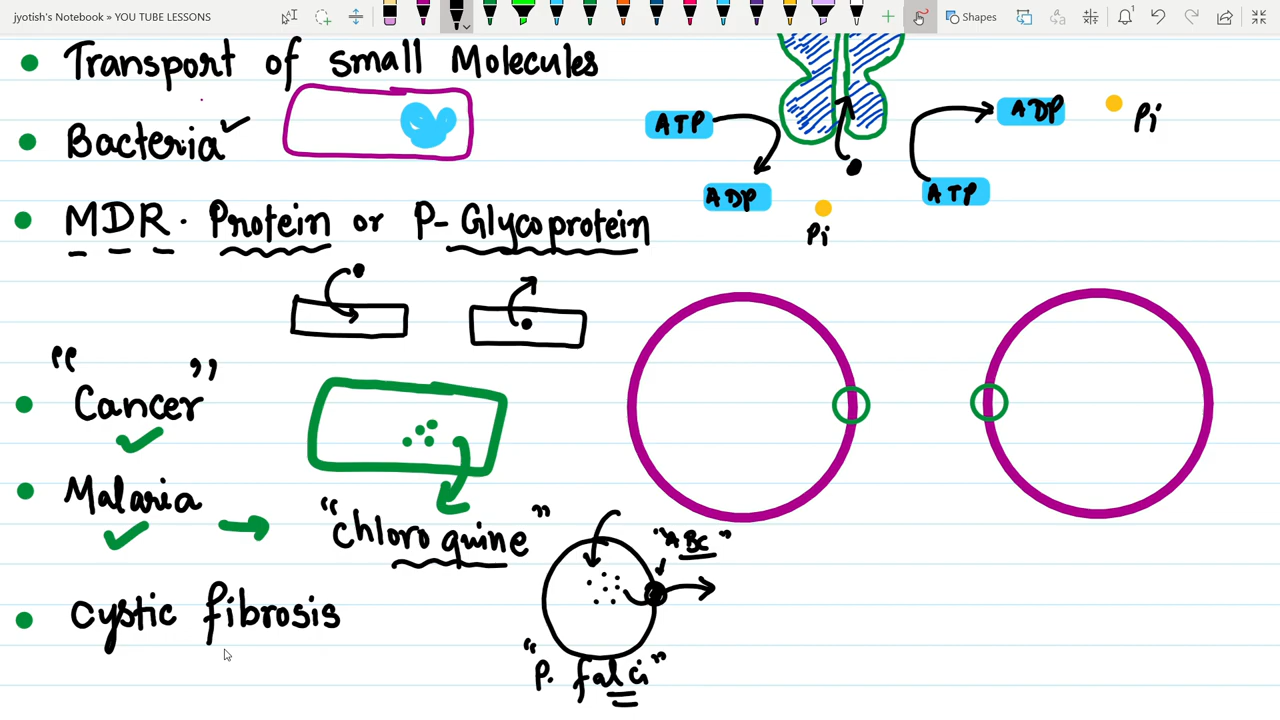 jyotish's Notebook » YOU TUBE LESSONS
Shapes
Transport of small Molecules
Bacteria
MDR. Protein or P-Glycoprotein
ATP
ADP
Pi
ADP
Pi
ATP
"Cancer"
Malaria
"chloroquine"
"ABC"
"P. falci"
Cystic fibrosis